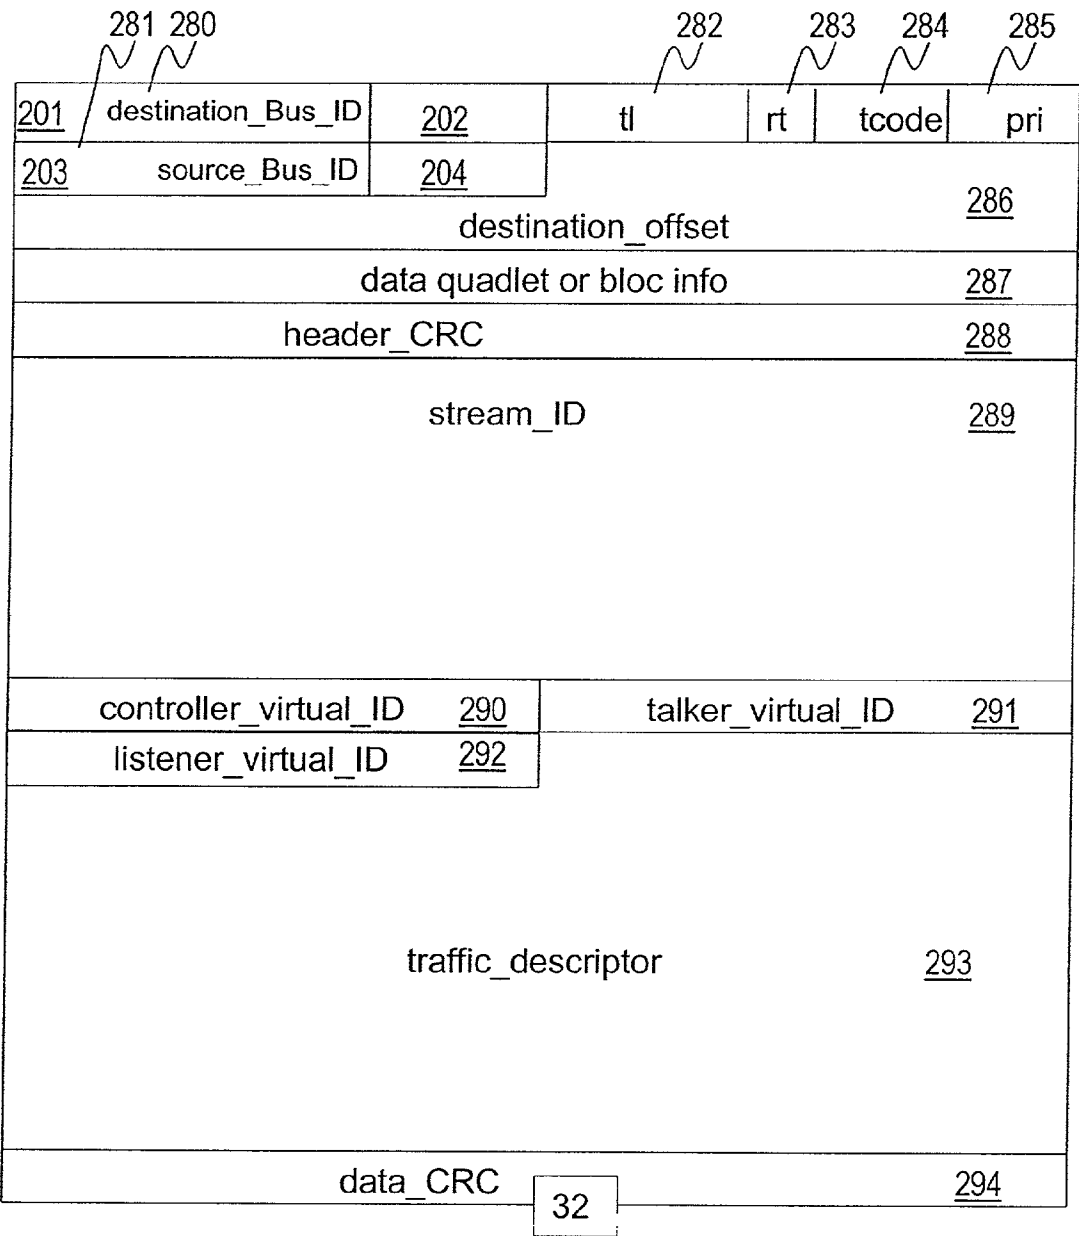 281 280 282 283 284 285
201 destination_Bus_ID 202 tl rt tcode pri
203 source_Bus_ID 204
286
destination_offset
data quadlet or bloc info 287
header_CRC 288
stream_ID 289
controller_virtual_ID 290 talker_virtual_ID 291
listener_virtual_ID 292
traffic_descriptor 293
data_CRC 294
32